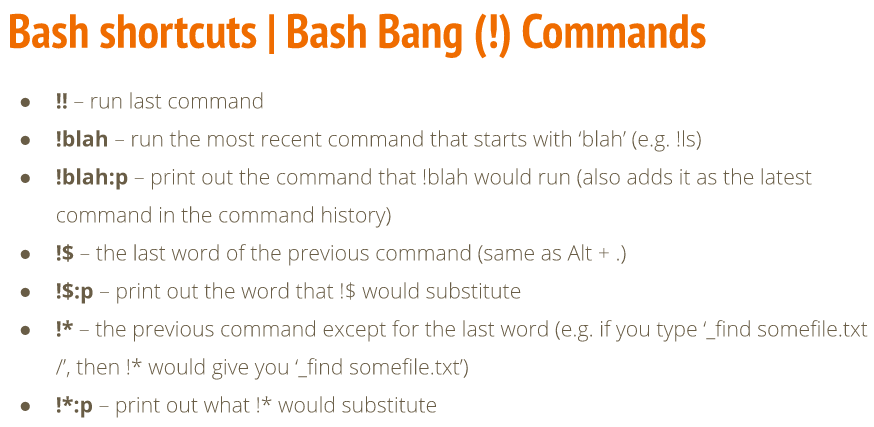 Bash shortcuts | Bash Bang (!) Commands
● !! – run last command
● !blah – run the most recent command that starts with ‘blah’ (e.g. !ls)
● !blah:p – print out the command that !blah would run (also adds it as the latest
command in the command history)
● !$ – the last word of the previous command (same as Alt + .)
● !$:p – print out the word that !$ would substitute
● !* – the previous command except for the last word (e.g. if you type ‘_find somefile.txt
/’, then !* would give you ‘_find somefile.txt’)
● !*:p – print out what !* would substitute